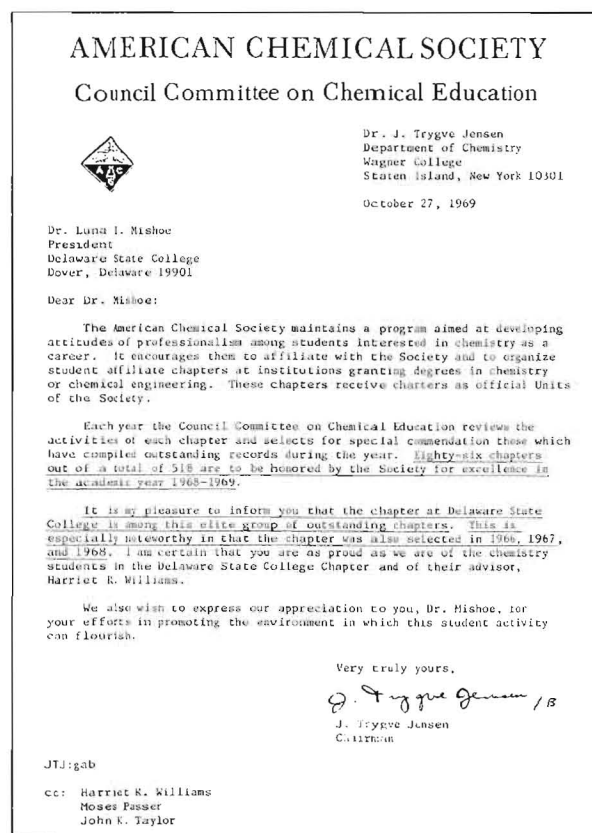 AMERICAN CHEMICAL SOCIETY
Council Committee on Chemical Education
Dr. J. Trygve Jensen
Department of Chemistry
Wagner College
Staten Island, New York 10301
October 27, 1969
A C S
Dr. Luna I. Mishoe
President
Delaware State College
Dover, Delaware 19901
Dear Dr. Mishoe:
The American Chemical Society maintains a program aimed at developing
attitudes of professionalism among students interested in chemistry as a
career. It encourages them to affiliate with the Society and to organize
student affiliate chapters at institutions granting degrees in chemistry
or chemical engineering. These chapters receive charters as official Units
of the Society.
Each year the Council Committee on Chemical Education reviews the
activities of each chapter and selects for special commendation those which
have compiled outstanding records during the year. Eighty-six chapters
out of a total of 518 are to be honored by the Society for excellence in
the academic year 1968-1969.
It is my pleasure to inform you that the chapter at Delaware State
College is among this elite group of outstanding chapters. This is
especially noteworthy in that the chapter was also selected in 1966, 1967,
and 1968. I am certain that you are as proud as we are of the chemistry
students in the Delaware State College Chapter and of their advisor,
Harriet R. Williams.
We also wish to express our appreciation to you, Dr. Mishoe, for
your efforts in promoting the environment in which this student activity
can flourish.
Very truly yours,
J. Trygve Jensen /B
J. Trygve Jensen
Chairman
JTJ:gab
cc: Harriet R. Williams
Moses Passer
John K. Taylor